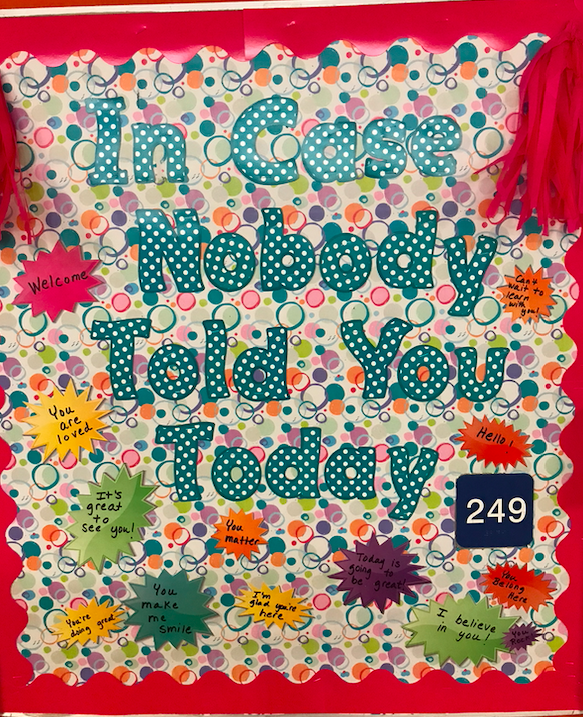 In Case
Nobody
Told You
Today
Welcome
Can't
wait to
learn
with
you!
You
are
loved
Hello!
It's
great
to
see you!
249
You
matter
Today is
going to
be great!
You
Belong
Here
You
make
me
smile
I'm
glad you're
here
You're
doing great
I believe
in you!
You
Rock